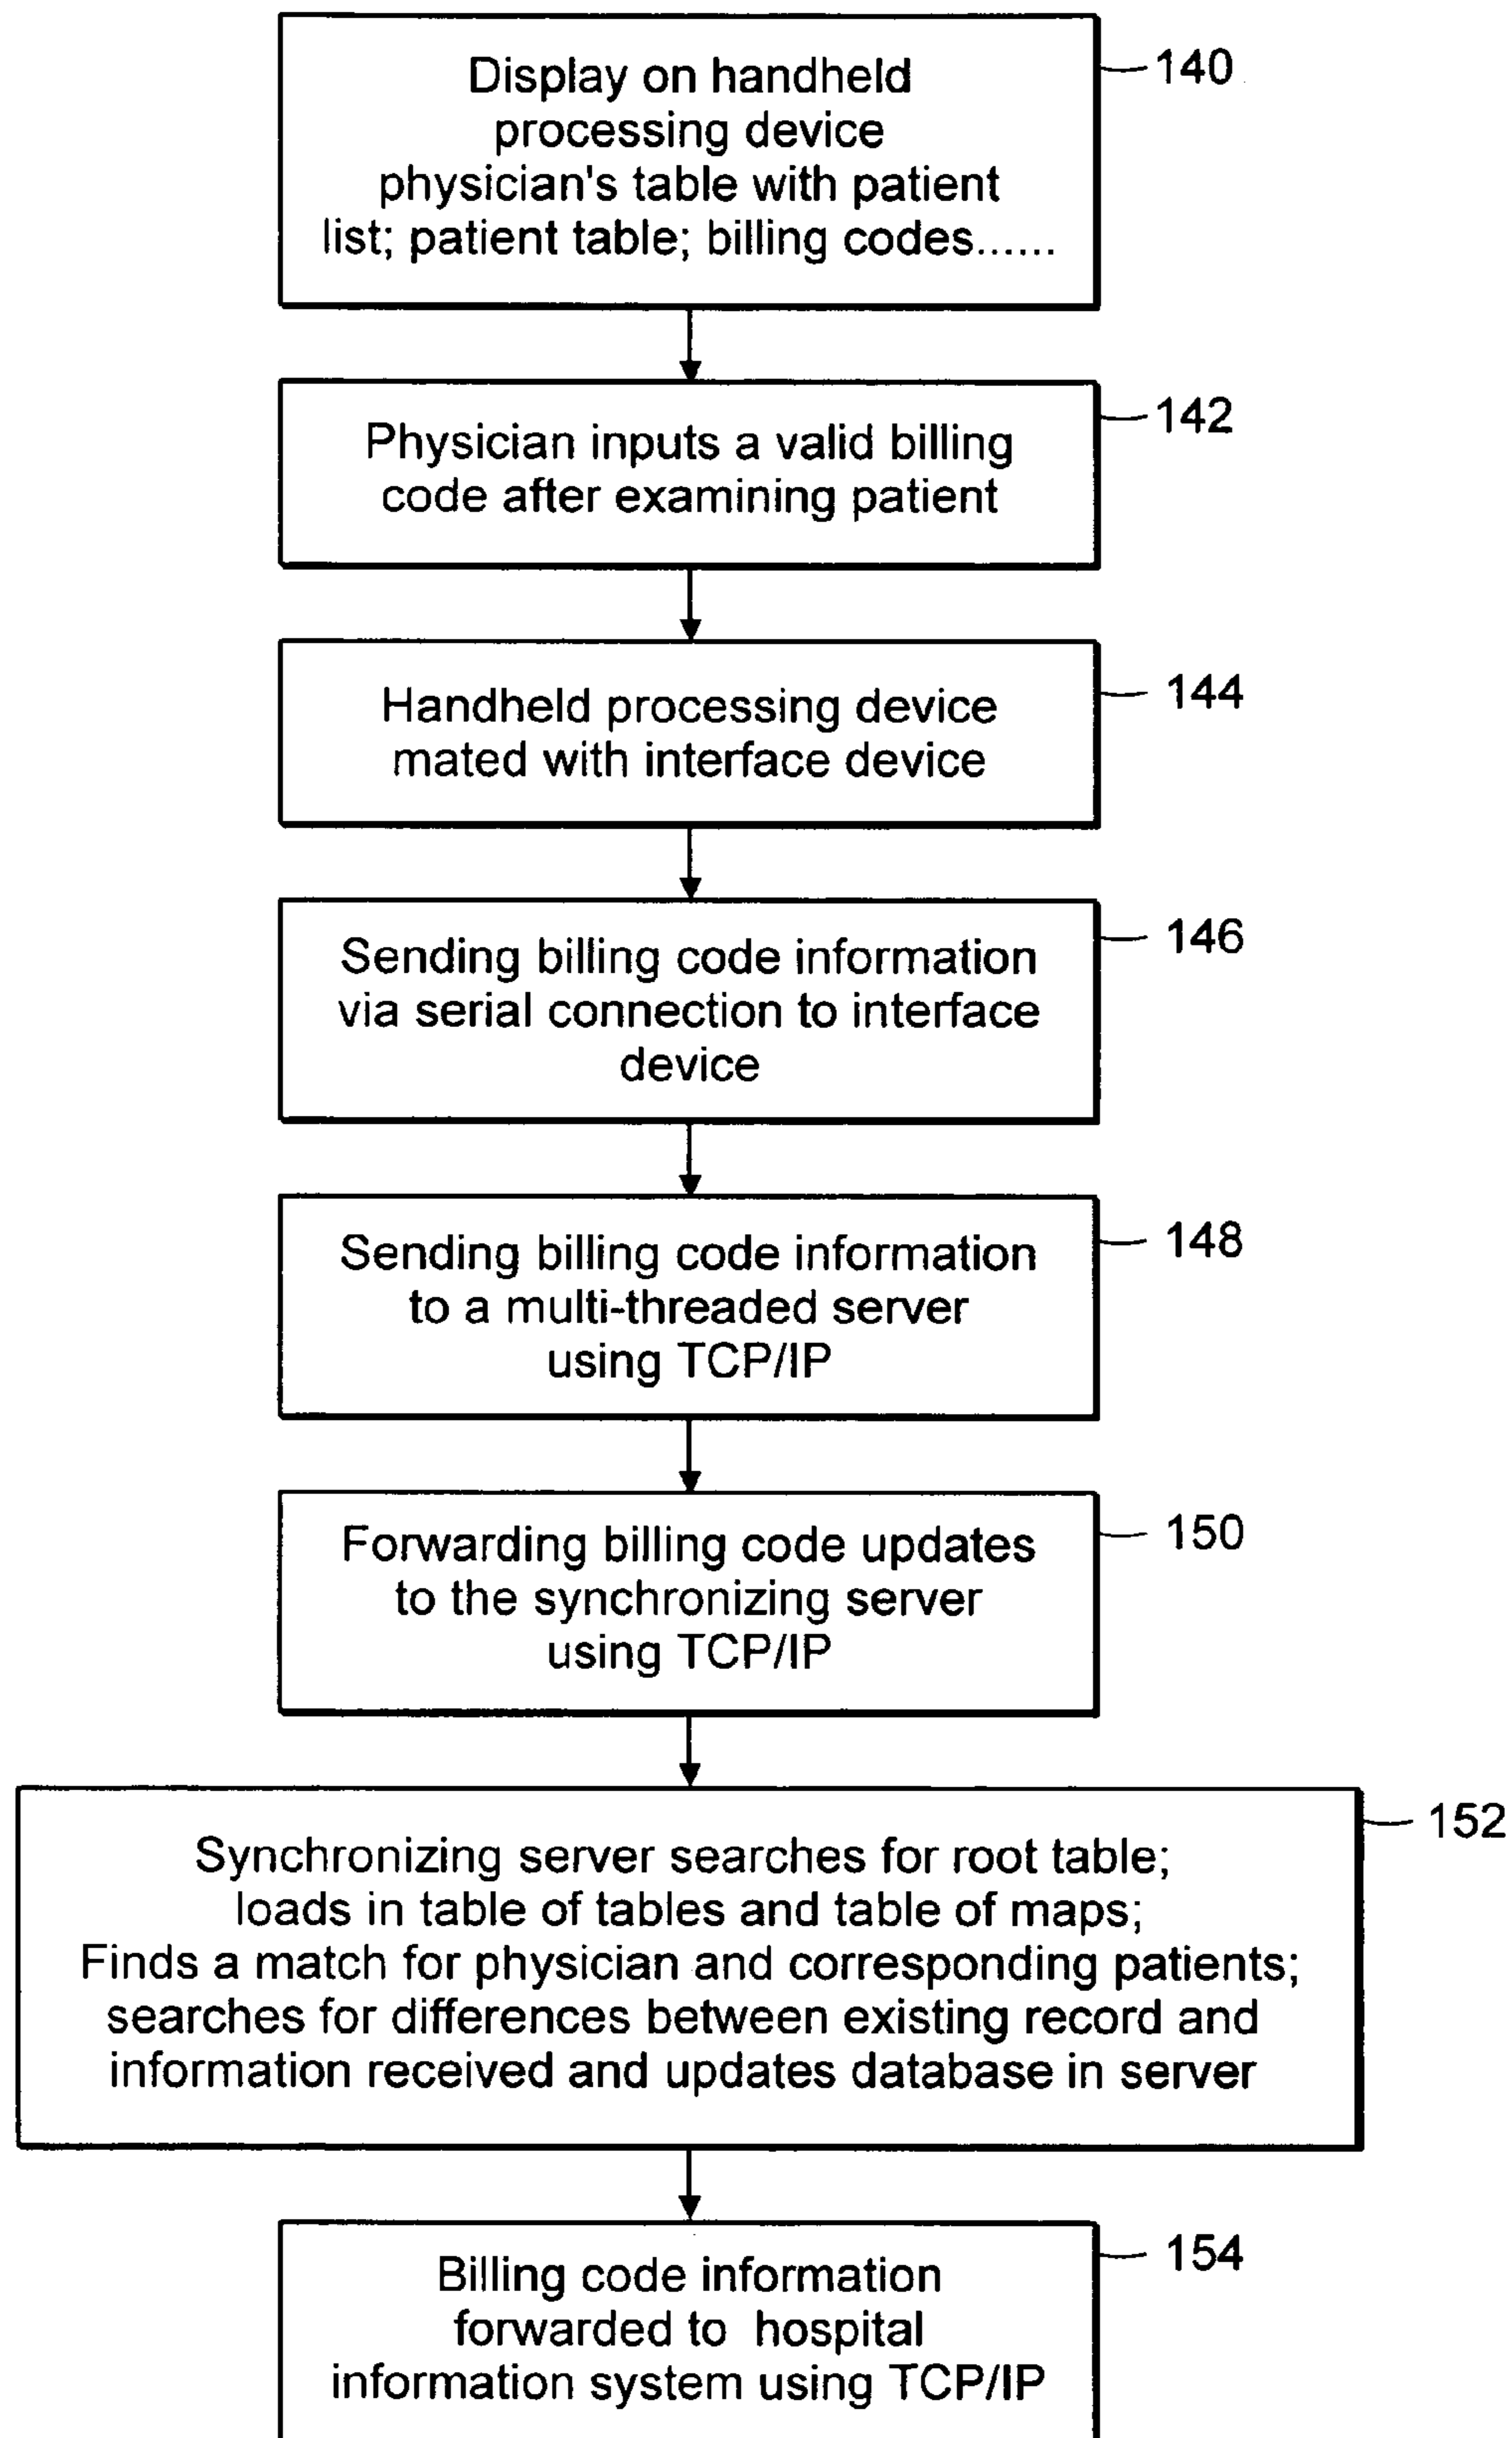 Display on handheld
processing device
physician's table with patient
list; patient table; billing codes......
140
Physician inputs a valid billing
code after examining patient
142
Handheld processing device
mated with interface device
144
Sending billing code information
via serial connection to interface
device
146
Sending billing code information
to a multi-threaded server
using TCP/IP
148
Forwarding billing code updates
to the synchronizing server
using TCP/IP
150
Synchronizing server searches for root table;
loads in table of tables and table of maps;
Finds a match for physician and corresponding patients;
searches for differences between existing record and
information received and updates database in server
152
Billing code information
forwarded to hospital
information system using TCP/IP
154